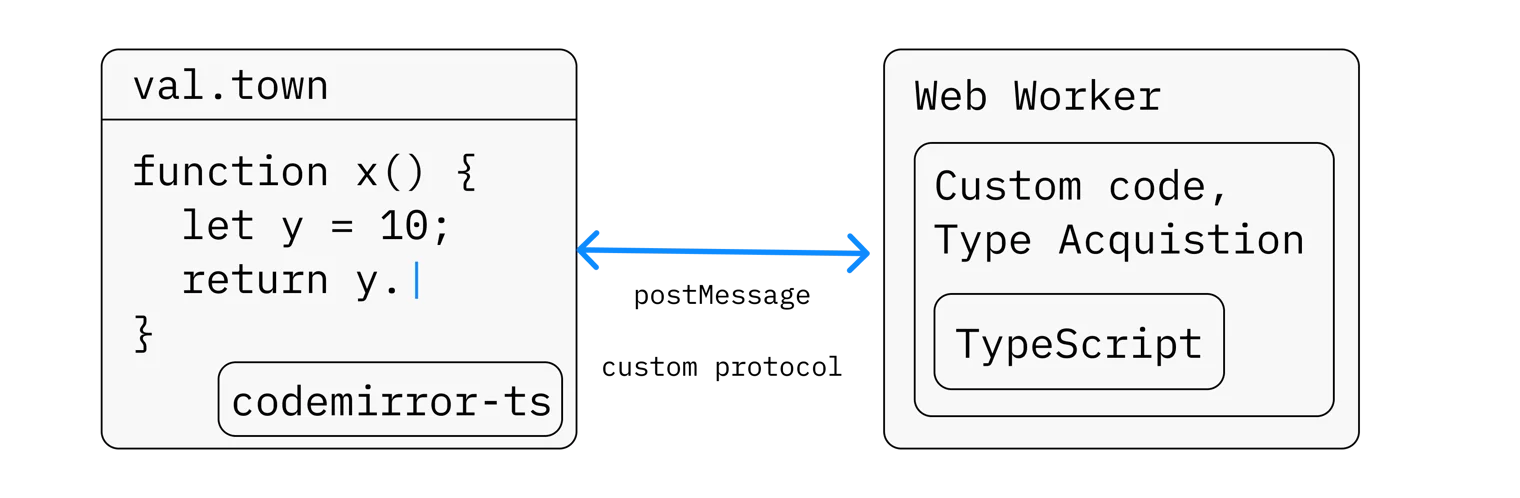 val.town
function x() {
  let y = 10;
  return y.
}
codemirror-ts
postMessage
custom protocol
Web Worker
Custom code,
Type Acquistion
TypeScript